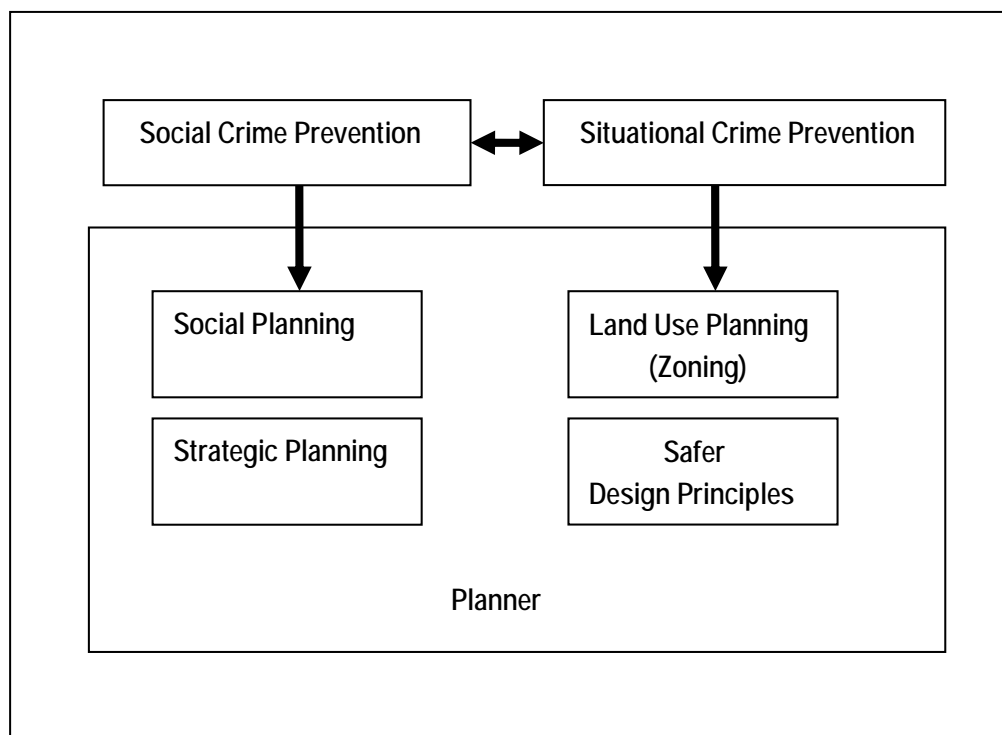 Social Crime Prevention
Situational Crime Prevention
Social Planning
Land Use Planning
(Zoning)
Strategic Planning
Safer
Design Principles
Planner